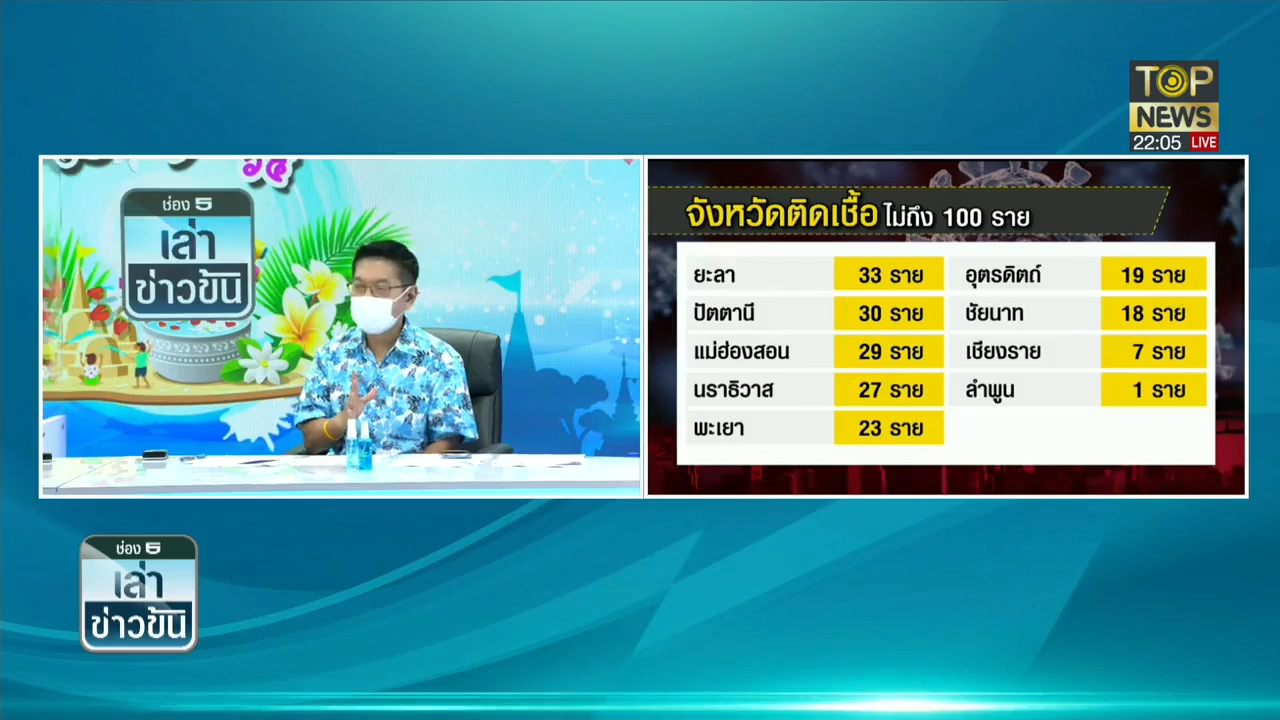 TOP
NEWS
22:05 LIVE
๖๕
ช่อง 5
เล่า
ข่าวข้น
จังหวัดติดเชื้อ ไม่ถึง 100 ราย
ยะลา 33 ราย อุตรดิตถ์ 19 ราย
ปัตตานี 30 ราย ชัยนาท 18 ราย
แม่ฮ่องสอน 29 ราย เชียงราย 7 ราย
นราธิวาส 27 ราย ลำพูน 1 ราย
พะเยา 23 ราย
ช่อง 5
เล่า
ข่าวข้น